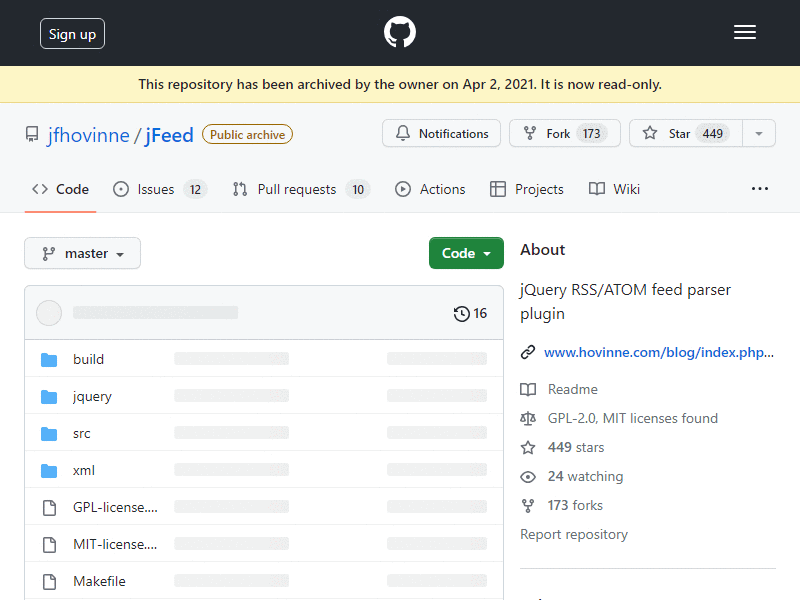 Sign up
This repository has been archived by the owner on Apr 2, 2021. It is now read-only.
jfhovinne / jFeed Public archive
Notifications Fork 173 Star 449
Code Issues 12 Pull requests 10 Actions Projects Wiki
master
Code
16
build
jquery
src
xml
GPL-license....
MIT-license....
Makefile
About
jQuery RSS/ATOM feed parser
plugin
www.hovinne.com/blog/index.php...
Readme
GPL-2.0, MIT licenses found
449 stars
24 watching
173 forks
Report repository